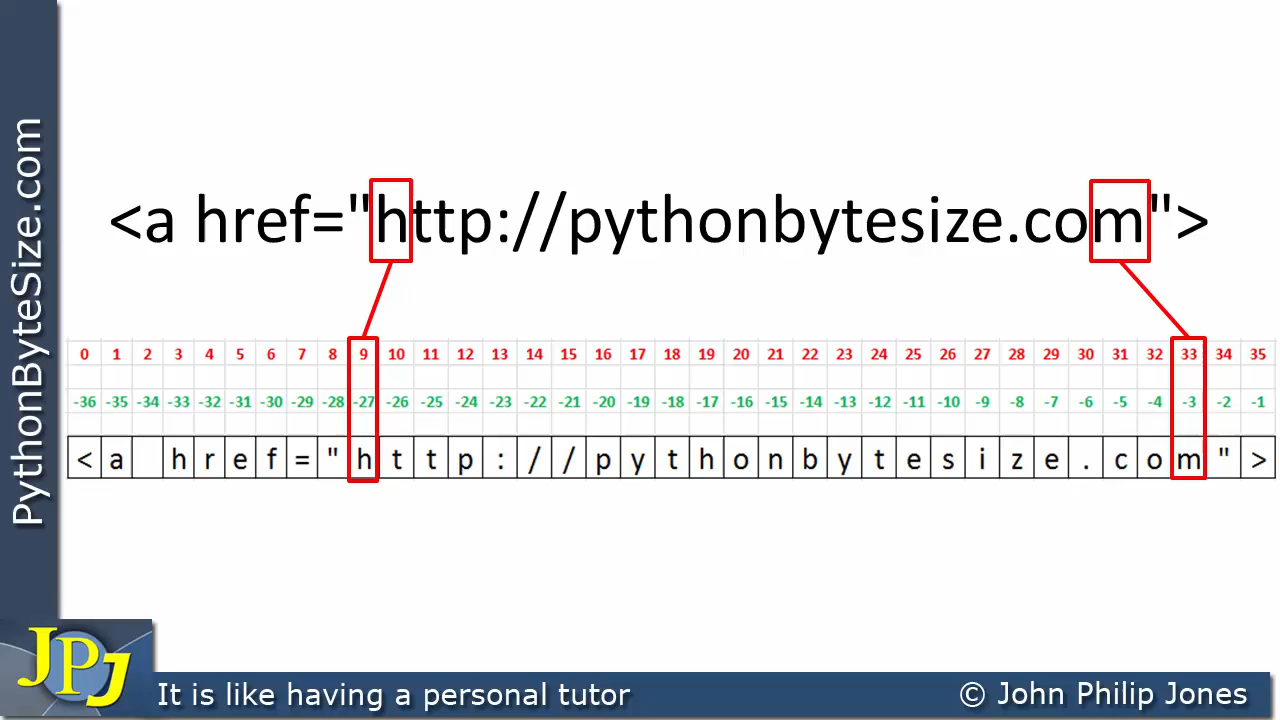 PythonByteSize.com
<a href="http://pythonbytesize.com">
0 1 2 3 4 5 6 7 8 9 10 11 12 13 14 15 16 17 18 19 20 21 22 23 24 25 26 27 28 29 30 31 32 33 34 35
-36 -35 -34 -33 -32 -31 -30 -29 -28 -27 -26 -25 -24 -23 -22 -21 -20 -19 -18 -17 -16 -15 -14 -13 -12 -11 -10 -9 -8 -7 -6 -5 -4 -3 -2 -1
< a h r e f = " h t t p : / / p y t h o n b y t e s i z e . c o m " >
JPJ
It is like having a personal tutor
© John Philip Jones